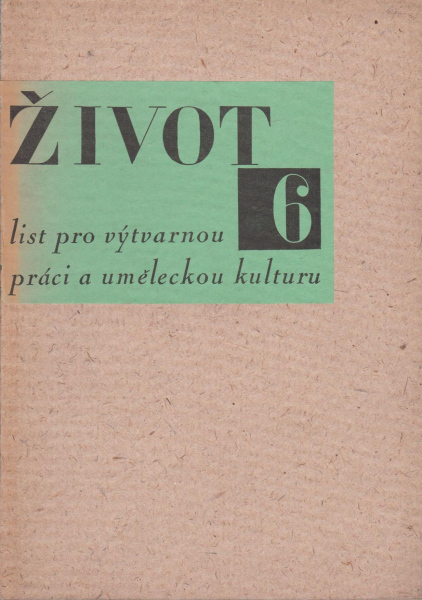 ŽIVOT
6
list pro výtvarnou
práci a uměleckou kulturu